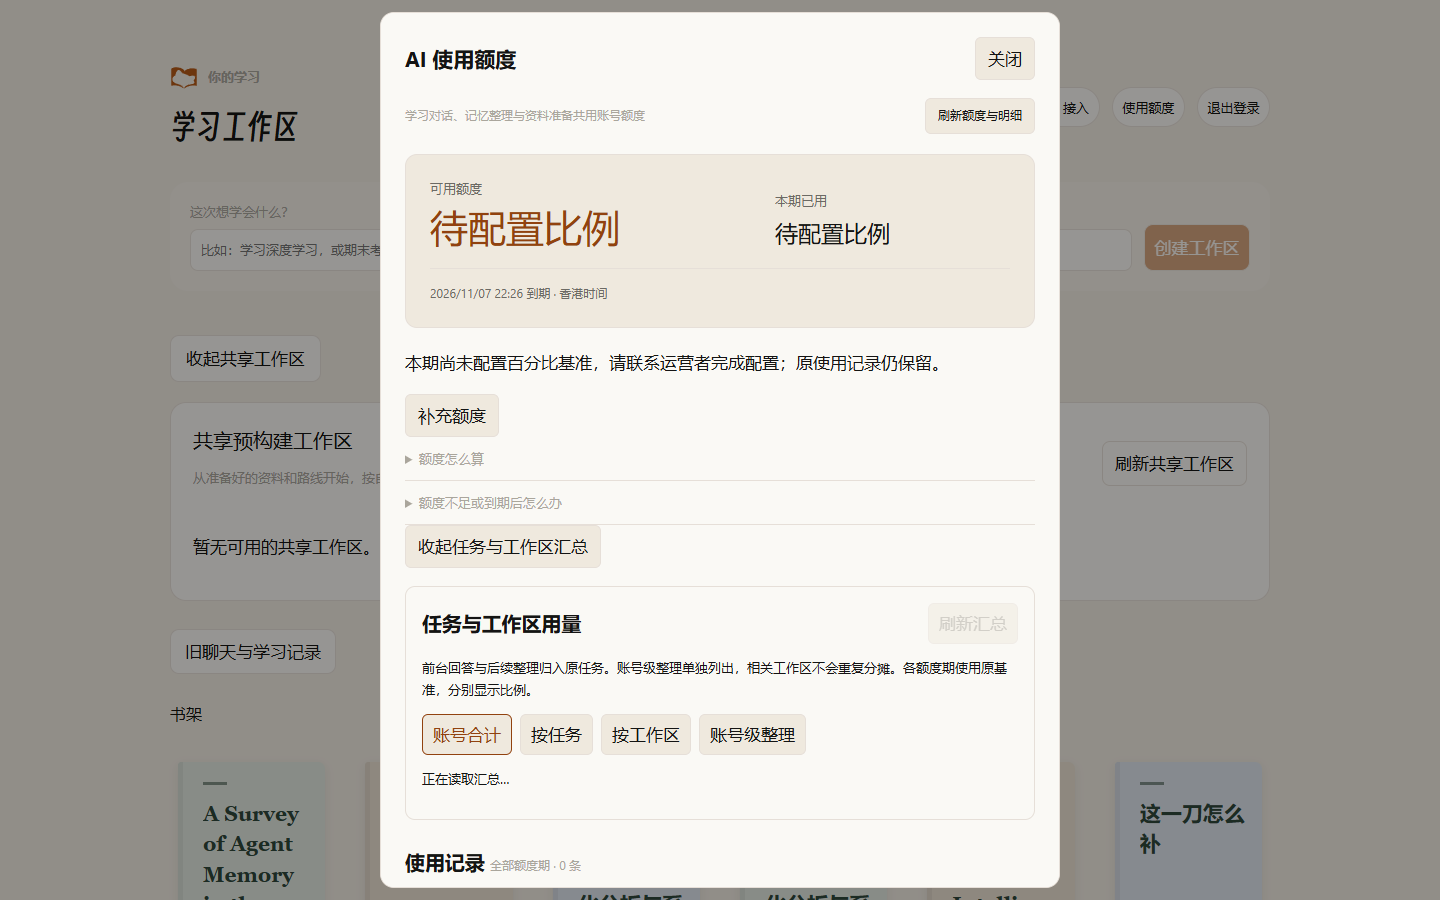 AI 使用额度
关闭
学习对话、记忆整理与资料准备共用账号额度
刷新额度与明细
可用额度
待配置比例
本期已用
待配置比例
2026/11/07 22:26 到期 · 香港时间
本期尚未配置百分比基准，请联系运营者完成配置；原使用记录仍保留。
补充额度
额度怎么算
额度不足或到期后怎么办
收起任务与工作区汇总
任务与工作区用量
刷新汇总
前台回答与后续整理归入原任务。账号级整理单独列出，相关工作区不会重复分摊。各额度期使用原基
准，分别显示比例。
账号合计
按任务
按工作区
账号级整理
正在读取汇总...
使用记录 全部额度期 · 0 条
你的学习
学习工作区
接入
使用额度
退出登录
这次想学会什么？
比如：学习深度学习，或期末考
创建工作区
收起共享工作区
共享预构建工作区
从准备好的资料和路线开始，按
刷新共享工作区
暂无可用的共享工作区。
旧聊天与学习记录
书架
A Survey
of Agent
Memory
这一刀怎么
补